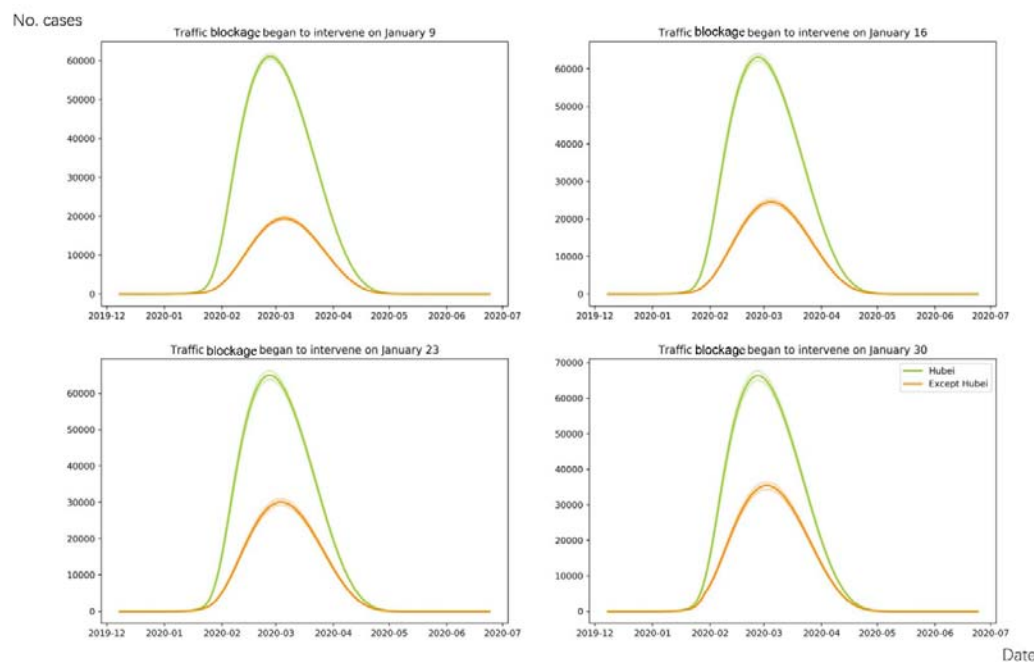 No. cases
Traffic blockage began to intervene on January 9
60000
50000
40000
30000
20000
10000
0
2019-12 2020-01 2020-02 2020-03 2020-04 2020-05 2020-06 2020-07
Traffic blockage began to intervene on January 16
60000
50000
40000
30000
20000
10000
0
2019-12 2020-01 2020-02 2020-03 2020-04 2020-05 2020-06 2020-07
Traffic blockage began to intervene on January 23
60000
50000
40000
30000
20000
10000
0
2019-12 2020-01 2020-02 2020-03 2020-04 2020-05 2020-06 2020-07
Traffic blockage began to intervene on January 30
70000
60000
50000
40000
30000
20000
10000
0
Hubei
Except Hubei
2019-12 2020-01 2020-02 2020-03 2020-04 2020-05 2020-06 2020-07
Date